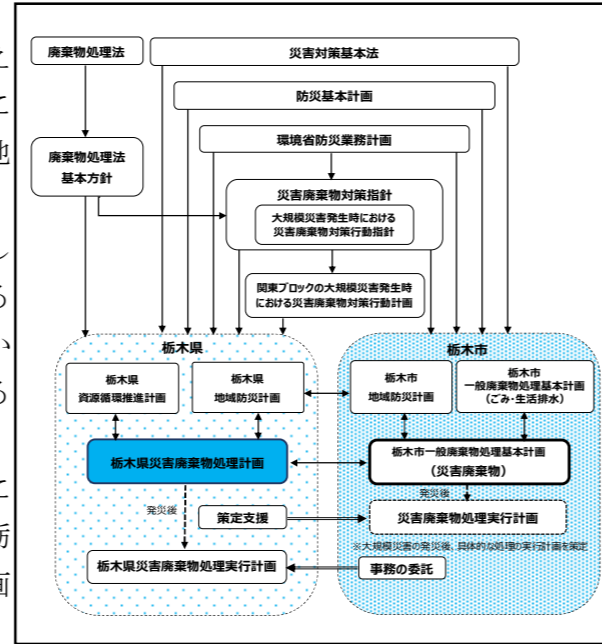 廃棄物処理法
災害対策基本法
防災基本計画
環境省防災業務計画
廃棄物処理法
基本方針
災害廃棄物対策指針
大規模災害発生時における
災害廃棄物対策行動指針
関東ブロックの大規模災害発生時
における災害廃棄物対策行動計画
栃木県
栃木県
資源循環推進計画
栃木県
地域防災計画
栃木県災害廃棄物処理計画
発災後
策定支援
栃木県災害廃棄物処理実行計画
栃木市
栃木市
地域防災計画
栃木市
一般廃棄物処理基本計画
(ごみ・生活排水)
栃木市一般廃棄物処理基本計画
(災害廃棄物)
発災後
災害廃棄物処理実行計画
※大規模災害の発生後、具体的な処理の実行計画を策定
事務の委託
る
る
画